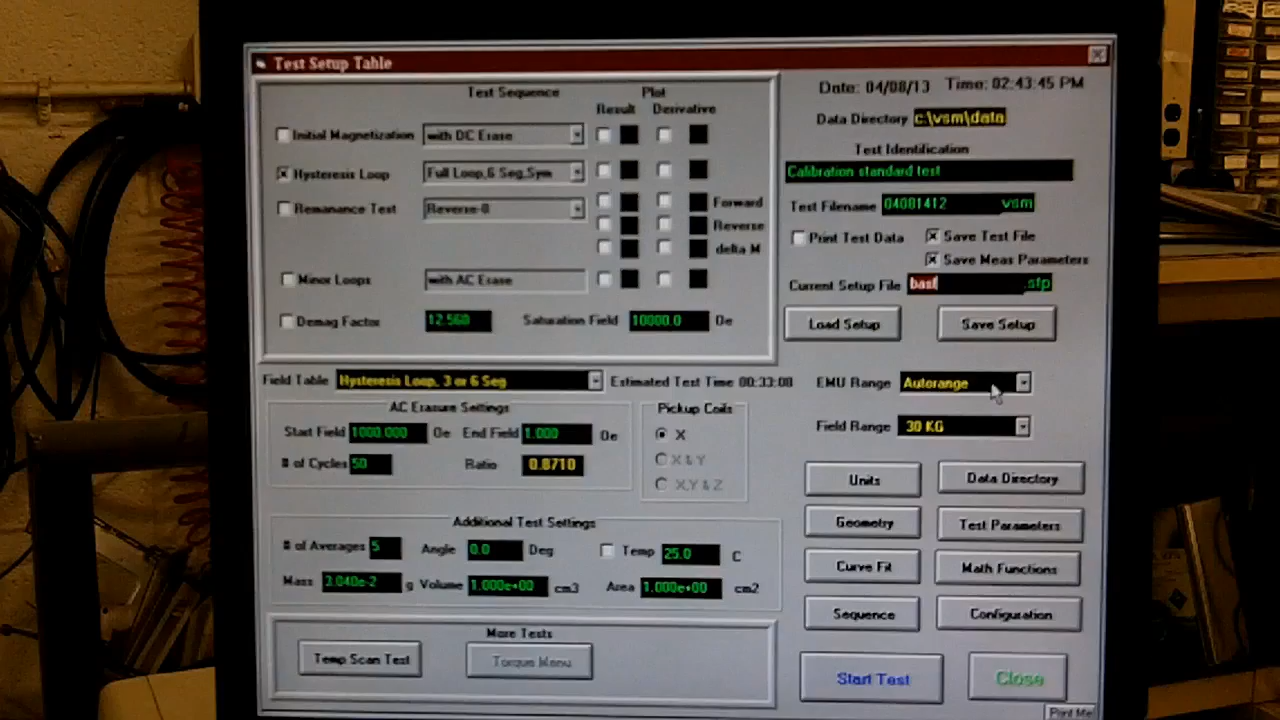 Test Setup Table
Test Sequence
Plot
Result
Derivative
Initial Magnetization
with DC Erase
Hysteresis Loop
Full Loop,6 Seg,Sym
Remanance Test
Reverse-0
Forward
Reverse
delta M
Minor Loops
with AC Erase
Demag Factor
12.560
Saturation Field
10000.0
Oe
Date: 04/08/13
Time: 02:43:45 PM
Data Directory
c:\vsm\data
Test Identification
Calibration standard test
Test Filename
04081412
vsm
Print Test Data
Save Test File
Save Meas Parameters
Current Setup File
.stp
Load Setup
Save Setup
Field Table
Hysteresis Loop, 3 or 6 Seg
Estimated Test Time 00:33:08
EMU Range
Autorange
Field Range
30 KG
AC Erasure Settings
Start Field
1000.000
Oe
End Field
1.000
Oe
# of Cycles
50
Ratio
0.8710
Pickup Coils
X
X & Y
X,Y & Z
Additional Test Settings
# of Averages
5
Angle
0.0
Deg
Temp
25.0
C
Mass
3.040e-2
g
Volume
1.000e+00
cm3
Area
1.000e+00
cm2
Units
Data Directory
Geometry
Test Parameters
Curve Fit
Math Functions
Sequence
Configuration
More Tests
Temp Scan Test
Torque Menu
Start Test
Close
Print Me